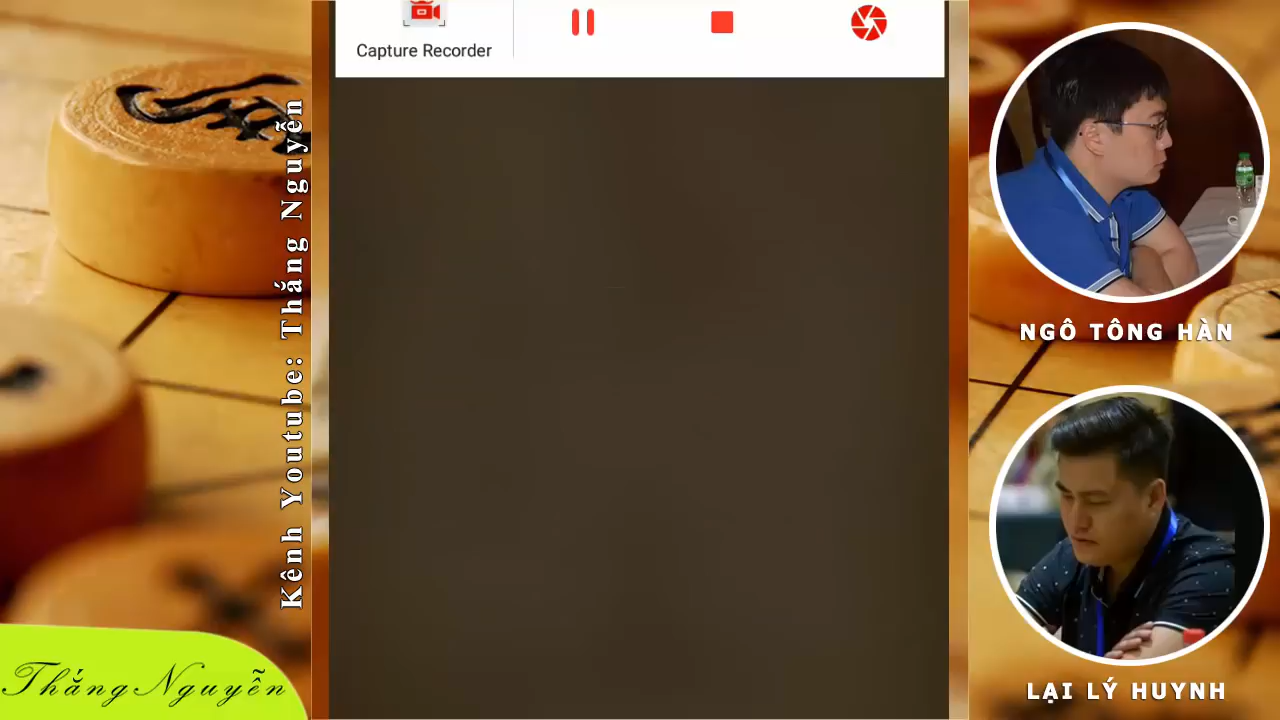 Capture Recorder
Kênh Youtube: Thắng Nguyễn
NGÔ TÔNG HÀN
LẠI LÝ HUYNH
Thắng Nguyễn